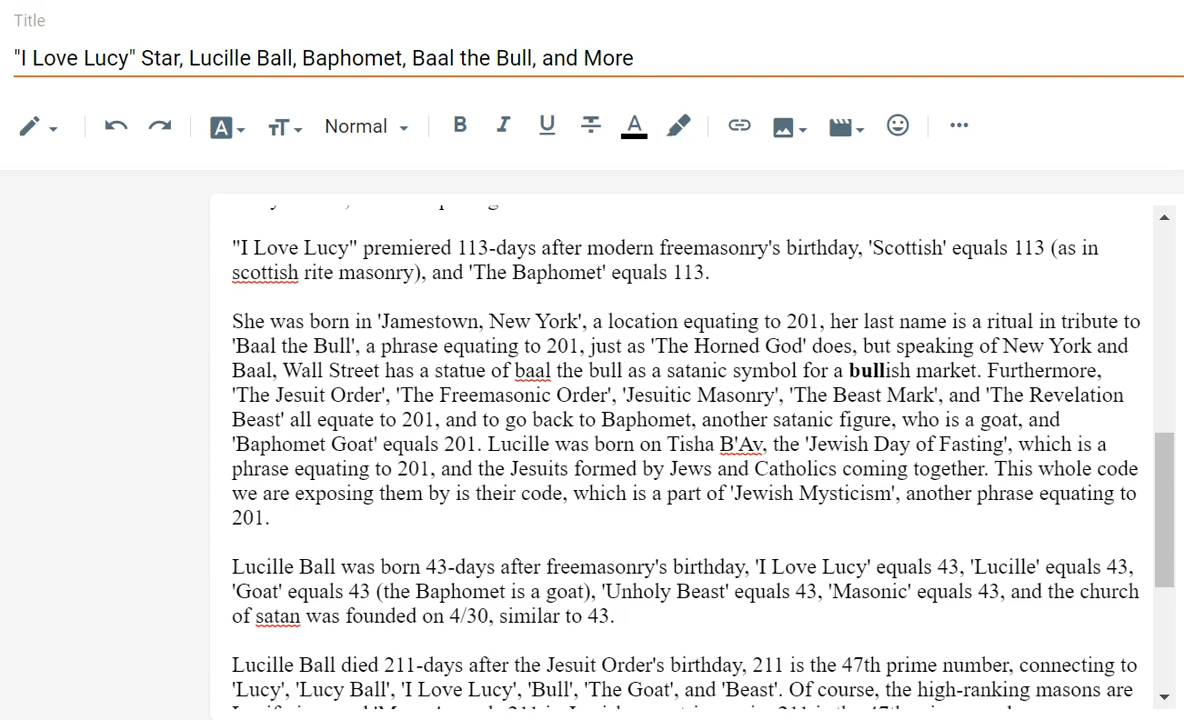 Title
"I Love Lucy" Star, Lucille Ball, Baphomet, Baal the Bull, and More
A
Normal
B I U A
"I Love Lucy" premiered 113-days after modern freemasonry's birthday, 'Scottish' equals 113 (as in
scottish rite masonry), and 'The Baphomet' equals 113.
She was born in 'Jamestown, New York', a location equating to 201, her last name is a ritual in tribute to
'Baal the Bull', a phrase equating to 201, just as 'The Horned God' does, but speaking of New York and
Baal, Wall Street has a statue of baal the bull as a satanic symbol for a bullish market. Furthermore,
'The Jesuit Order', 'The Freemasonic Order', 'Jesuitic Masonry', 'The Beast Mark', and 'The Revelation
Beast' all equate to 201, and to go back to Baphomet, another satanic figure, who is a goat, and
'Baphomet Goat' equals 201. Lucille was born on Tisha B'Av, the 'Jewish Day of Fasting', which is a
phrase equating to 201, and the Jesuits formed by Jews and Catholics coming together. This whole code
we are exposing them by is their code, which is a part of 'Jewish Mysticism', another phrase equating to
201.
Lucille Ball was born 43-days after freemasonry's birthday, 'I Love Lucy' equals 43, 'Lucille' equals 43,
'Goat' equals 43 (the Baphomet is a goat), 'Unholy Beast' equals 43, 'Masonic' equals 43, and the church
of satan was founded on 4/30, similar to 43.
Lucille Ball died 211-days after the Jesuit Order's birthday, 211 is the 47th prime number, connecting to
'Lucy', 'Lucy Ball', 'I Love Lucy', 'Bull', 'The Goat', and 'Beast'. Of course, the high-ranking masons are